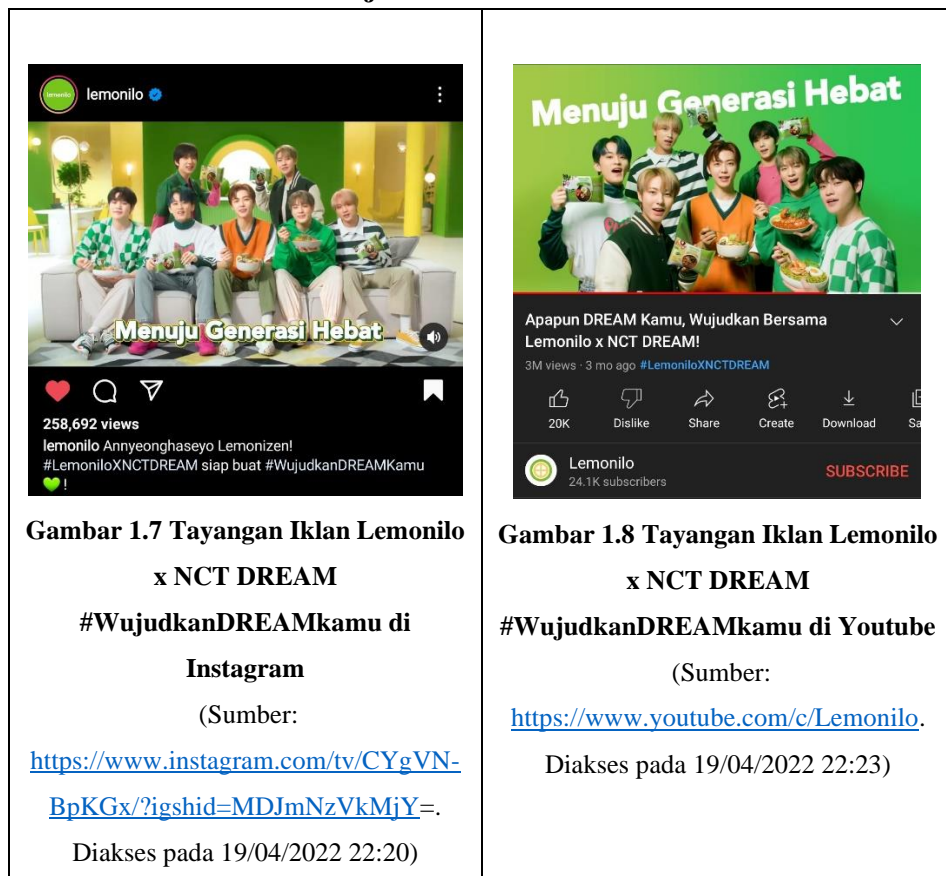 lemonilo
lemonilo
Menuju Generasi Hebat
258,692 views
lemonilo Annyeonghaseyo Lemonizen!
#LemoniloXNCTDREAM siap buat #WujudkanDREAMKamu
💚 !
Gambar 1.7 Tayangan Iklan Lemonilo
x NCT DREAM
#WujudkanDREAMkamu di
Instagram
(Sumber:
https://www.instagram.com/tv/CYgVN-
BpKGx/?igshid=MDJmNzVkMjY=.
Diakses pada 19/04/2022 22:20)
Menuju Generasi Hebat
Apapun DREAM Kamu, Wujudkan Bersama
Lemonilo x NCT DREAM!
3M views · 3 mo ago #LemoniloXNCTDREAM
20K Dislike Share Create Download Sa
Lemonilo
24.1K subscribers
SUBSCRIBE
Gambar 1.8 Tayangan Iklan Lemonilo
x NCT DREAM
#WujudkanDREAMkamu di Youtube
(Sumber:
https://www.youtube.com/c/Lemonilo.
Diakses pada 19/04/2022 22:23)